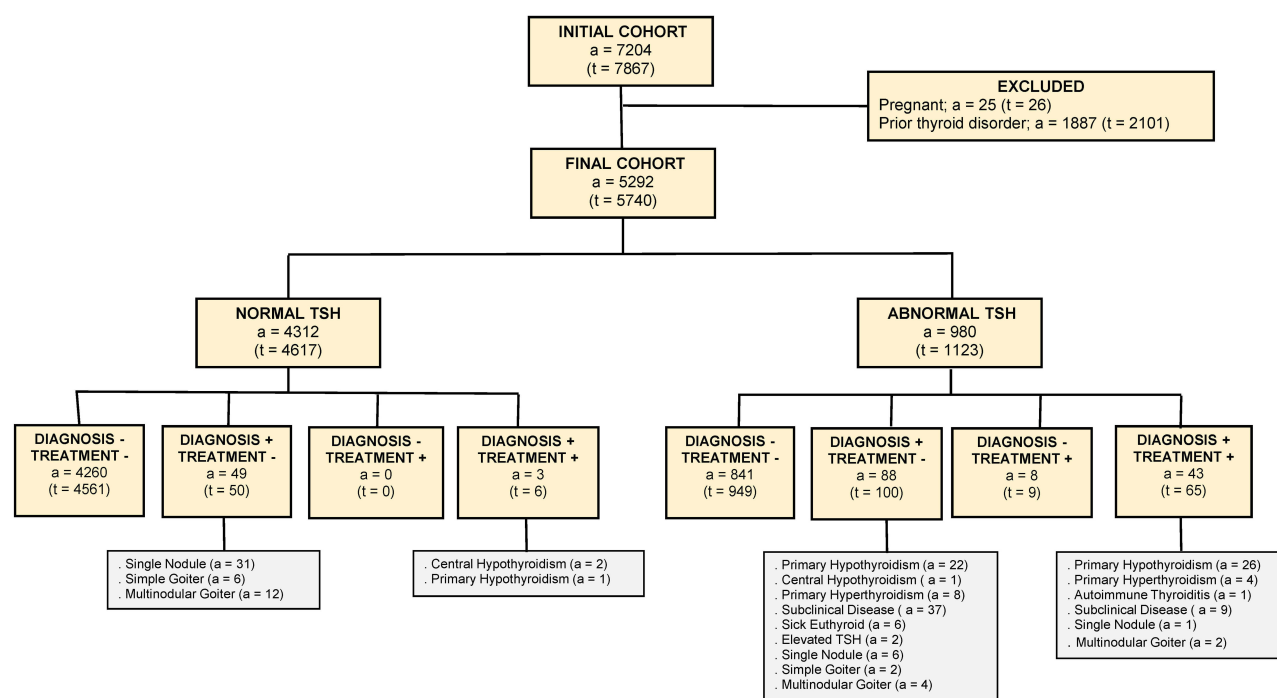 INITIAL COHORT
a = 7204
(t = 7867)
EXCLUDED
Pregnant; a = 25 (t = 26)
Prior thyroid disorder; a = 1887 (t = 2101)
FINAL COHORT
a = 5292
(t = 5740)
NORMAL TSH
a = 4312
(t = 4617)
ABNORMAL TSH
a = 980
(t = 1123)
DIAGNOSIS -
TREATMENT -
a = 4260
(t = 4561)
DIAGNOSIS +
TREATMENT -
a = 49
(t = 50)
DIAGNOSIS -
TREATMENT +
a = 0
(t = 0)
DIAGNOSIS +
TREATMENT +
a = 3
(t = 6)
DIAGNOSIS -
TREATMENT -
a = 841
(t = 949)
DIAGNOSIS +
TREATMENT -
a = 88
(t = 100)
DIAGNOSIS -
TREATMENT +
a = 8
(t = 9)
DIAGNOSIS +
TREATMENT +
a = 43
(t = 65)
. Single Nodule (a = 31)
. Simple Goiter (a = 6)
. Multinodular Goiter (a = 12)
. Central Hypothyroidism (a = 2)
. Primary Hypothyroidism (a = 1)
. Primary Hypothyroidism (a = 22)
. Central Hypothyroidism (a = 1)
. Primary Hyperthyroidism (a = 8)
. Subclinical Disease ( a = 37)
. Sick Euthyroid (a = 6)
. Elevated TSH (a = 2)
. Single Nodule (a = 6)
. Simple Goiter (a = 2)
. Multinodular Goiter (a = 4)
. Primary Hypothyroidism (a = 26)
. Primary Hyperthyroidism (a = 4)
. Autoimmune Thyroiditis (a = 1)
. Subclinical Disease ( a = 9)
. Single Nodule (a = 1)
. Multinodular Goiter (a = 2)